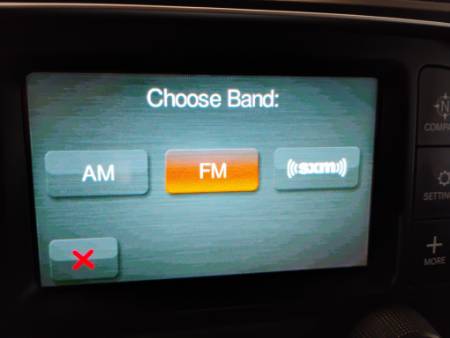 Choose Band:
AM
FM
((sxm))
N
COMP
SETTIN
MORE